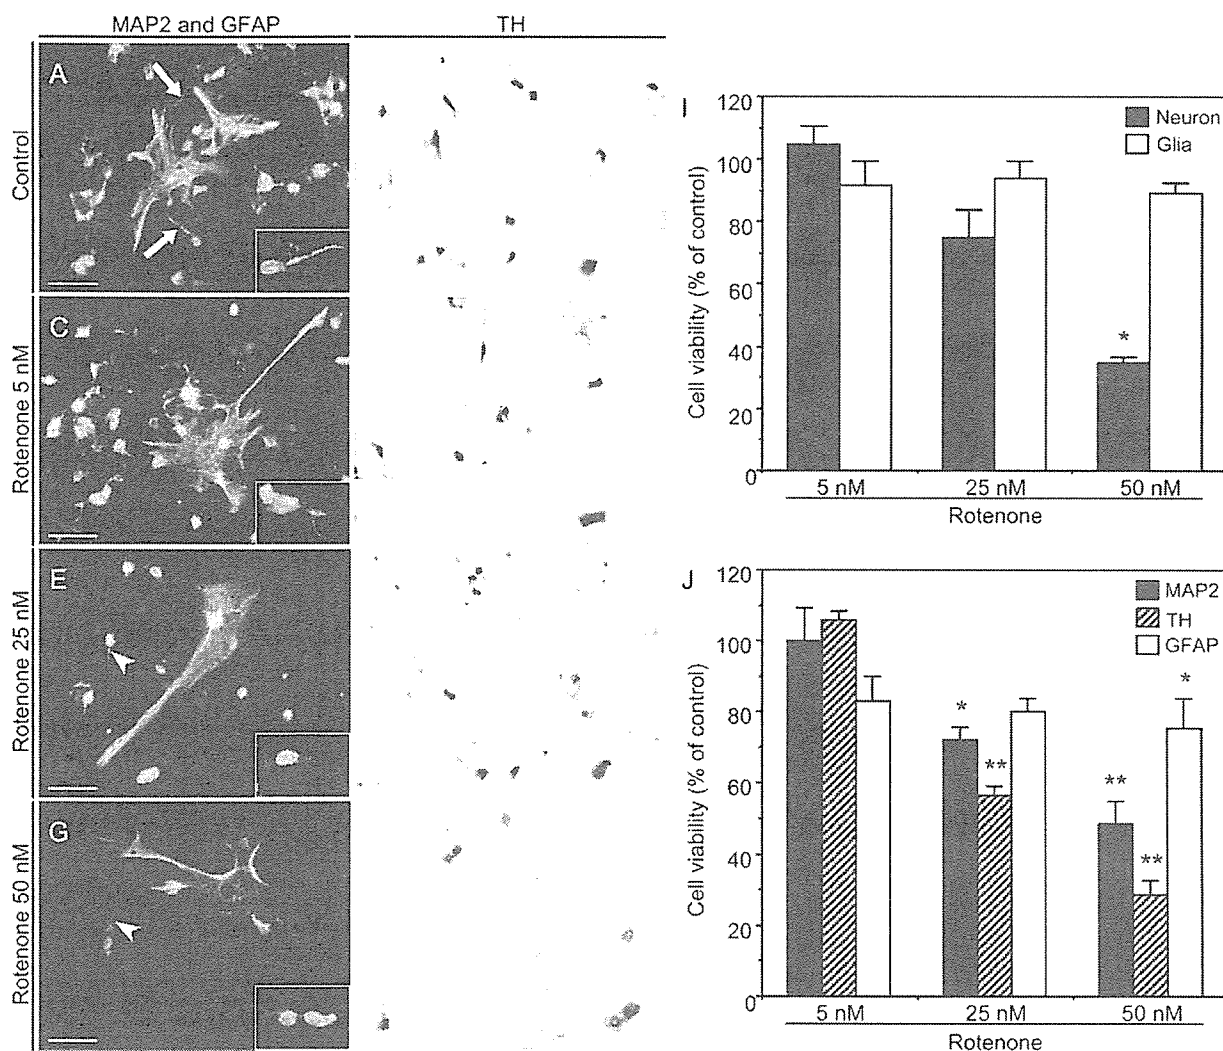 MAP2 and GFAP
TH
Control
A
Rotenone 5 nM
C
Rotenone 25 nM
E
Rotenone 50 nM
G
I
120
100
80
60
40
20
0
Cell viability (% of control)
Neuron
Glia
*
5 nM
25 nM
50 nM
Rotenone
J
120
100
80
60
40
20
0
Cell viability (% of control)
MAP2
TH
GFAP
*
**
**
**
*
5 nM
25 nM
50 nM
Rotenone